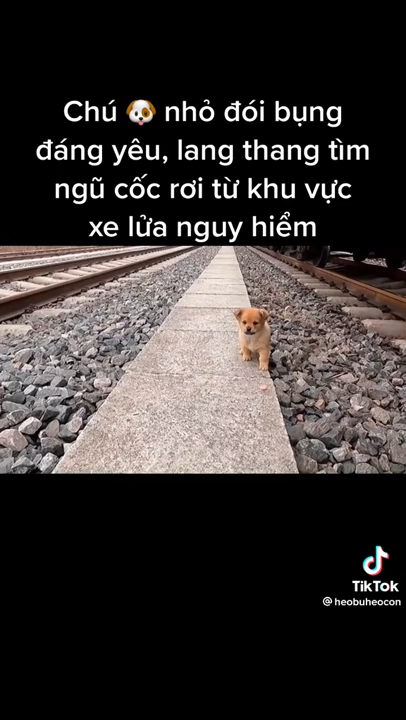 Chú 🐶 nhỏ đói bụng
đáng yêu, lang thang tìm
ngũ cốc rơi từ khu vực
xe lửa nguy hiểm
TikTok
@heobuheocon